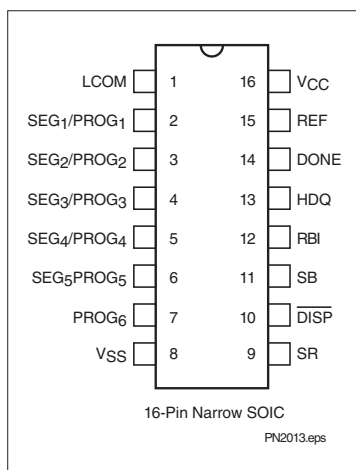 LCOM 1 16 VCC
SEG1/PROG1 2 15 REF
SEG2/PROG2 3 14 DONE
SEG3/PROG3 4 13 HDQ
SEG4/PROG4 5 12 RBI
SEG5PROG5 6 11 SB
PROG6 7 10 DISP
VSS 8 9 SR
16-Pin Narrow SOIC
PN2013.eps